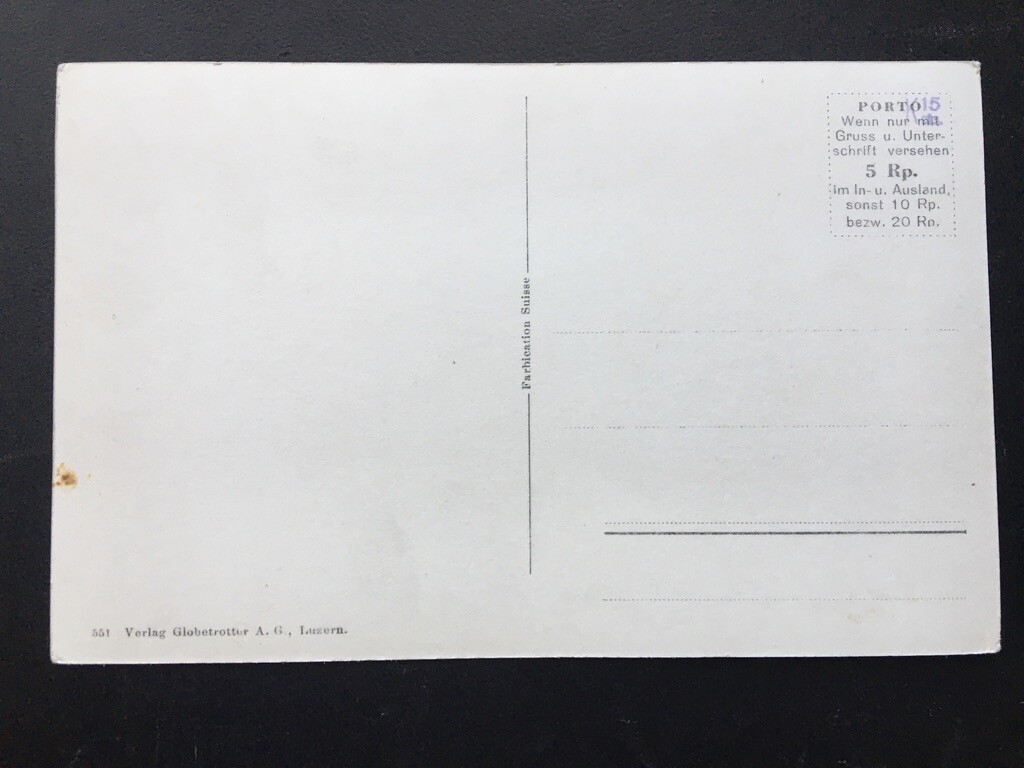 PORTO
Wenn nur mit
Gruss u. Unter-
schrift versehen
5 Rp.
im In- u. Ausland,
sonst 10 Rp.
bezw. 20 Rp.
15
Farbication Suisse
551 Verlag Globetrotter A. G., Luzern.